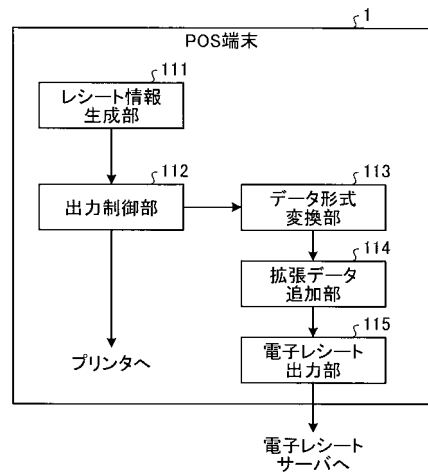 1
POS端末
111
レシート情報
生成部
112
出力制御部
113
データ形式
変換部
114
拡張データ
追加部
115
電子レシート
出力部
プリンタへ
電子レシート
サーバへ